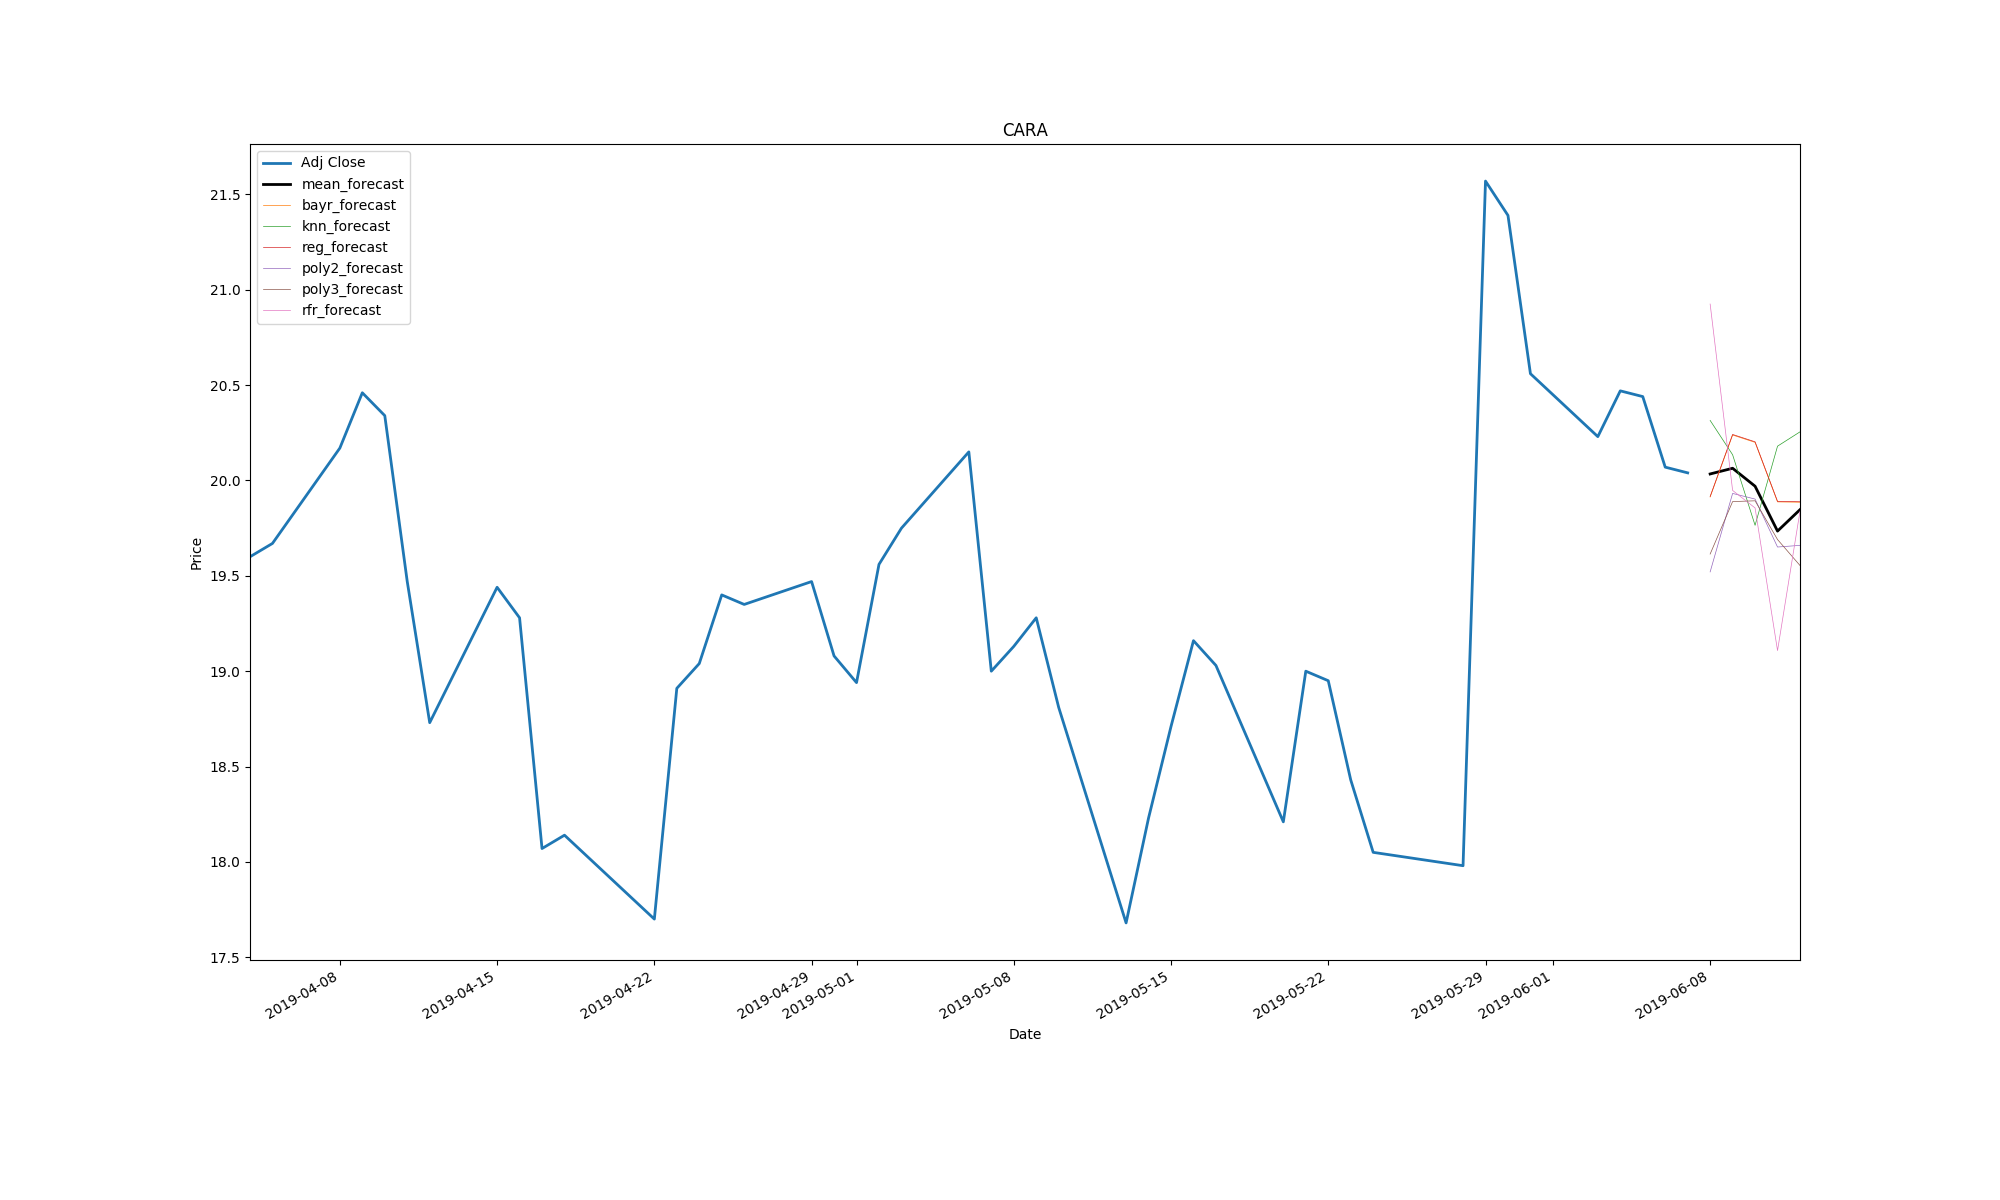 CARA
Adj Close
mean_forecast
bayr_forecast
knn_forecast
reg_forecast
poly2_forecast
poly3_forecast
rfr_forecast
21.5
21.0
20.5
20.0
19.5
19.0
18.5
18.0
17.5
Price
2019-04-08
2019-04-15
2019-04-22
2019-04-29
2019-05-01
2019-05-08
2019-05-15
2019-05-22
2019-05-29
2019-06-01
2019-06-08
Date